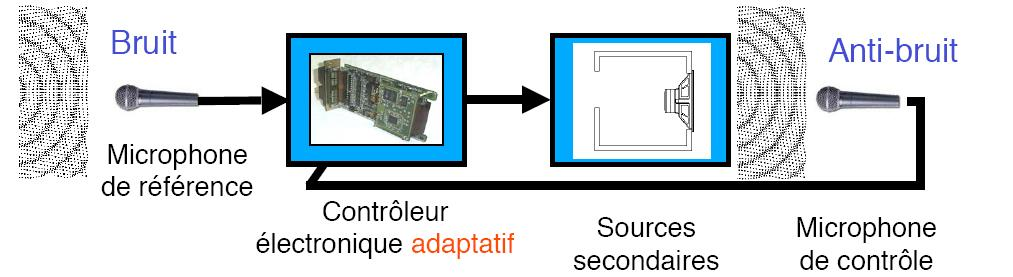 Bruit
Anti-bruit
Microphone
de référence
Contrôleur
électronique adaptatif
Sources
secondaires
Microphone
de contrôle